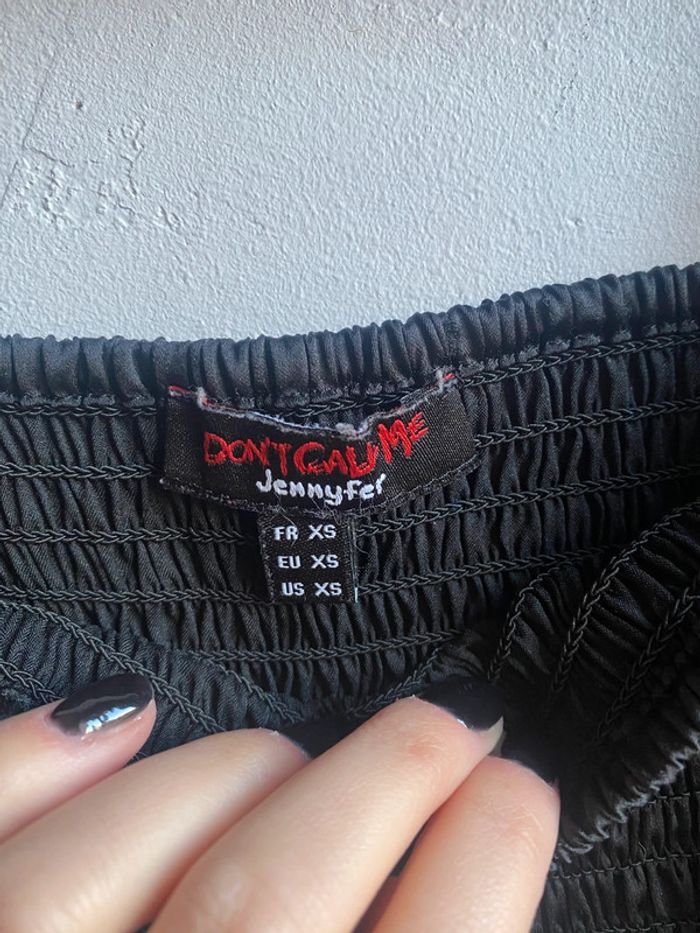 DON'T CALL ME
Jennyfer
FR XS
EU XS
US XS